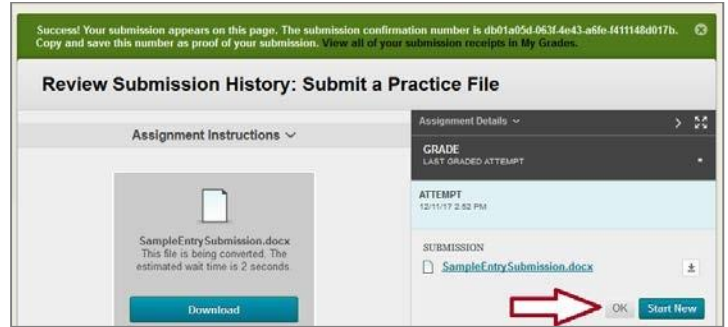 Success! Your submission appears on this page. The submission confirmation number is db01a05d-063f-4e43-a6fe-f411148d017b.
Copy and save this number as proof of your submission. View all of your submission receipts in My Grades.
Review Submission History: Submit a Practice File
Assignment Instructions
Assignment Details
GRADE
LAST GRADED ATTEMPT
ATTEMPT
12/11/17 2:52 PM
SampleEntrySubmission.docx
This file is being converted. The
estimated wait time is 2 seconds
Download
SUBMISSION
SampleEntrySubmission.docx
OK Start New